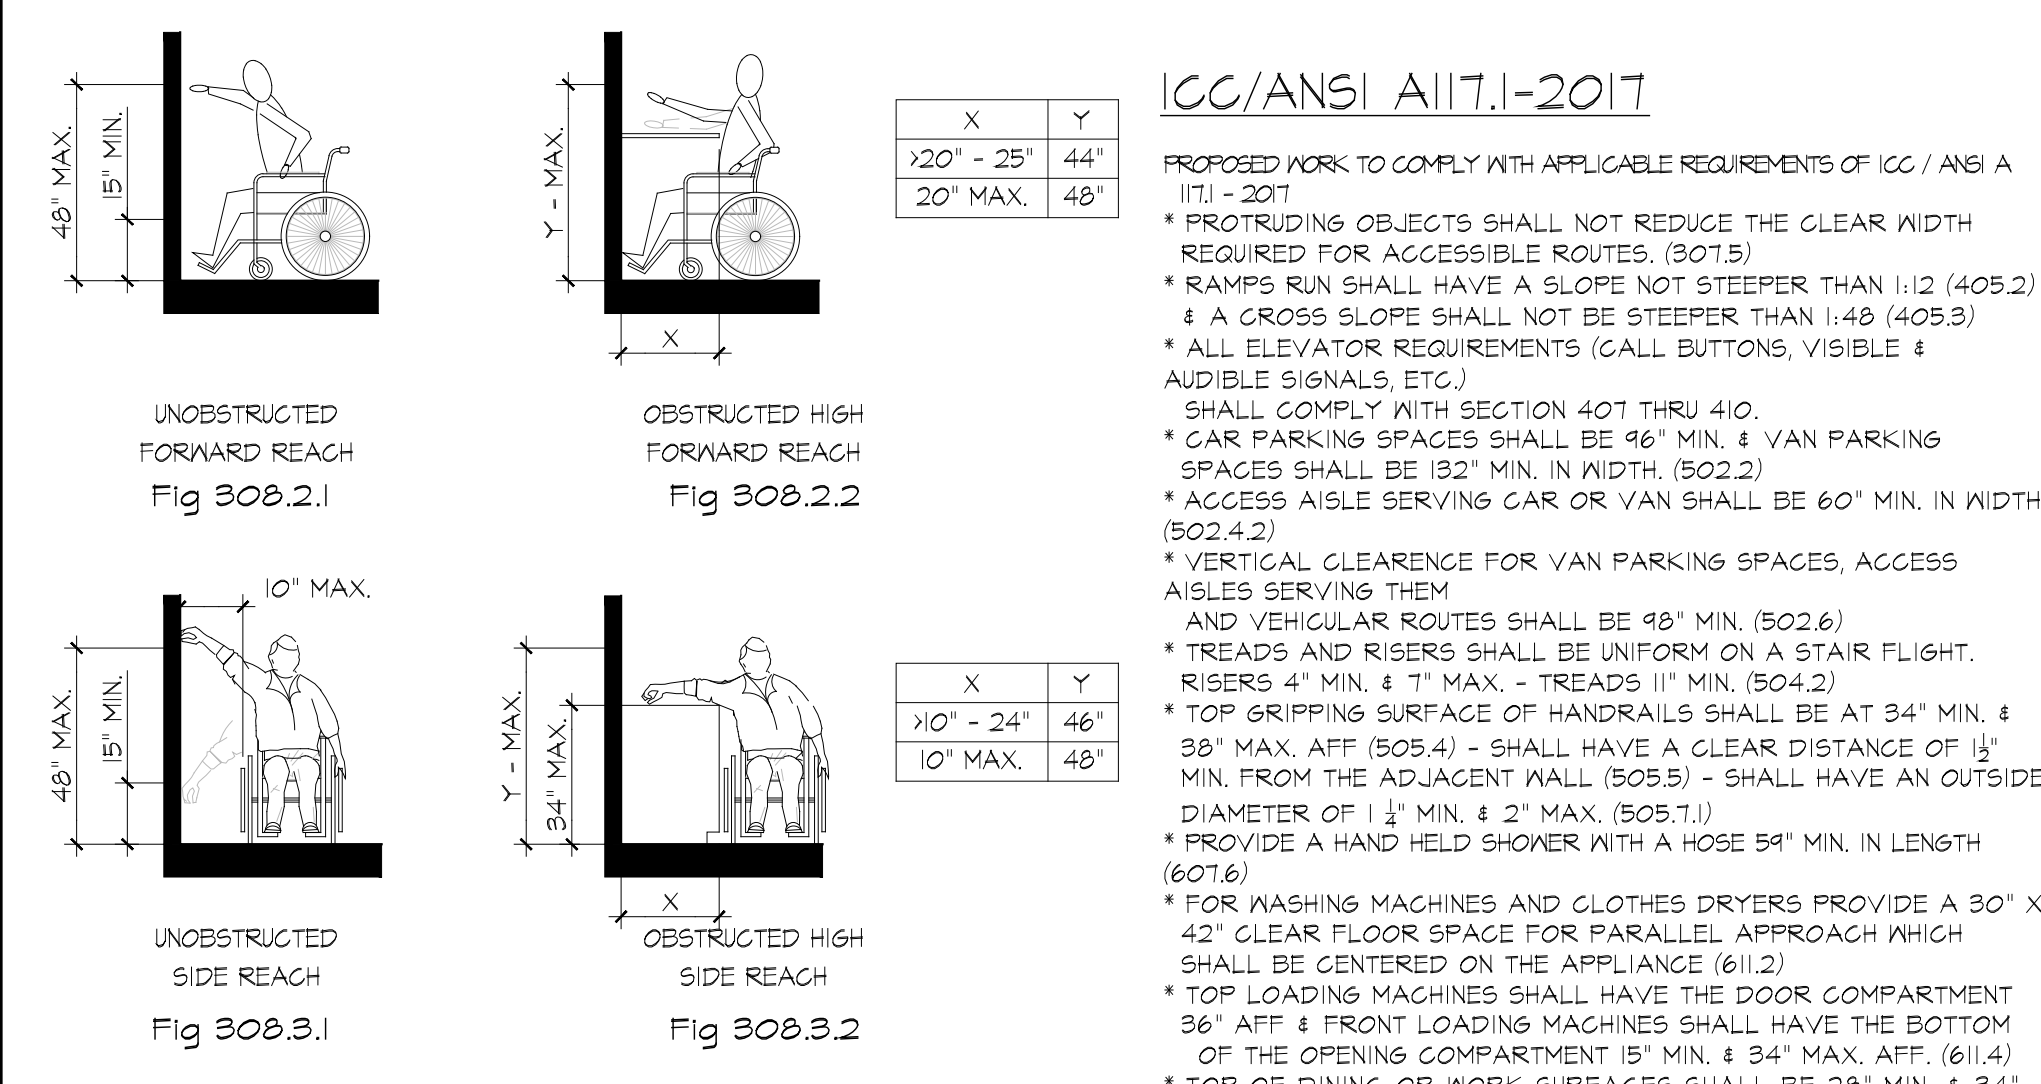 48" MAX.
15" MIN.
UNOBSTRUCTED
FORWARD REACH
Fig 308.2.1
Y - MAX.
X
OBSTRUCTED HIGH
FORWARD REACH
Fig 308.2.2
X Y
>20" - 25" 44"
20" MAX. 48"
10" MAX.
48" MAX.
15" MIN.
UNOBSTRUCTED
SIDE REACH
Fig 308.3.1
Y - MAX.
34" MAX.
X
OBSTRUCTED HIGH
SIDE REACH
Fig 308.3.2
X Y
>10" - 24" 46"
10" MAX. 48"
ICC/ANSI A117.1-2017
PROPOSED WORK TO COMPLY WITH APPLICABLE REQUIREMENTS OF ICC / ANSI A
117.1 - 2017
* PROTRUDING OBJECTS SHALL NOT REDUCE THE CLEAR WIDTH
REQUIRED FOR ACCESSIBLE ROUTES. (307.5)
* RAMPS RUN SHALL HAVE A SLOPE NOT STEEPER THAN 1:12 (405.2)
& A CROSS SLOPE SHALL NOT BE STEEPER THAN 1:48 (405.3)
* ALL ELEVATOR REQUIREMENTS (CALL BUTTONS, VISIBLE &
AUDIBLE SIGNALS, ETC.)
SHALL COMPLY WITH SECTION 407 THRU 410.
* CAR PARKING SPACES SHALL BE 96" MIN. & VAN PARKING
SPACES SHALL BE 132" MIN. IN WIDTH. (502.2)
* ACCESS AISLE SERVING CAR OR VAN SHALL BE 60" MIN. IN WIDTH
(502.4.2)
* VERTICAL CLEARENCE FOR VAN PARKING SPACES, ACCESS
AISLES SERVING THEM
AND VEHICULAR ROUTES SHALL BE 98" MIN. (502.6)
* TREADS AND RISERS SHALL BE UNIFORM ON A STAIR FLIGHT.
RISERS 4" MIN. & 7" MAX. - TREADS 11" MIN. (504.2)
* TOP GRIPPING SURFACE OF HANDRAILS SHALL BE AT 34" MIN. &
38" MAX. AFF (505.4) - SHALL HAVE A CLEAR DISTANCE OF 1½"
MIN. FROM THE ADJACENT WALL (505.5) - SHALL HAVE AN OUTSIDE
DIAMETER OF 1 ¼" MIN. & 2" MAX. (505.7.1)
* PROVIDE A HAND HELD SHOWER WITH A HOSE 59" MIN. IN LENGTH
(607.6)
* FOR WASHING MACHINES AND CLOTHES DRYERS PROVIDE A 30" X
42" CLEAR FLOOR SPACE FOR PARALLEL APPROACH WHICH
SHALL BE CENTERED ON THE APPLIANCE (611.2)
* TOP LOADING MACHINES SHALL HAVE THE DOOR COMPARTMENT
36" AFF & FRONT LOADING MACHINES SHALL HAVE THE BOTTOM
OF THE OPENING COMPARTMENT 15" MIN. & 34" MAX. AFF. (611.4)
* TOP OF DINING OR WORK SURFACES SHALL BE 28" MIN. & 34"